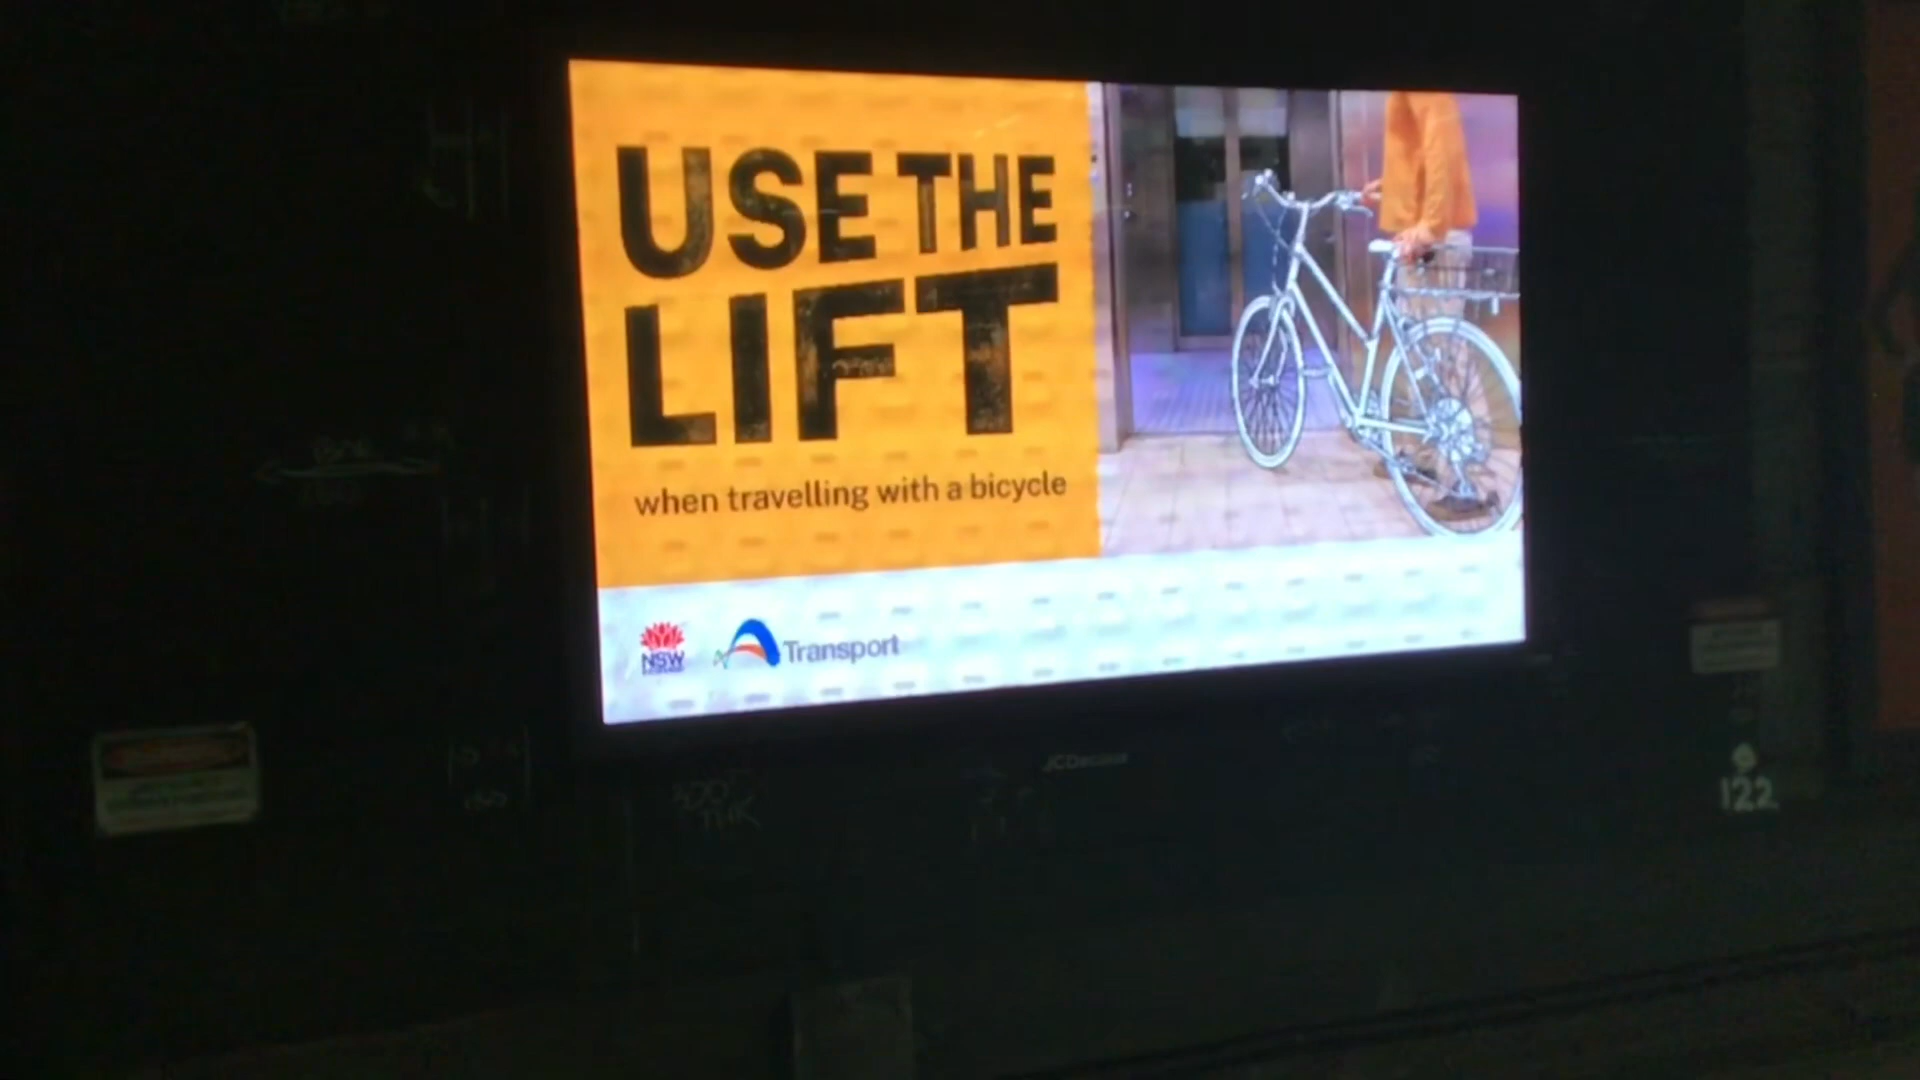 USE THE
LIFT
when travelling with a bicycle
NSW
Transport
JCDecaux
122